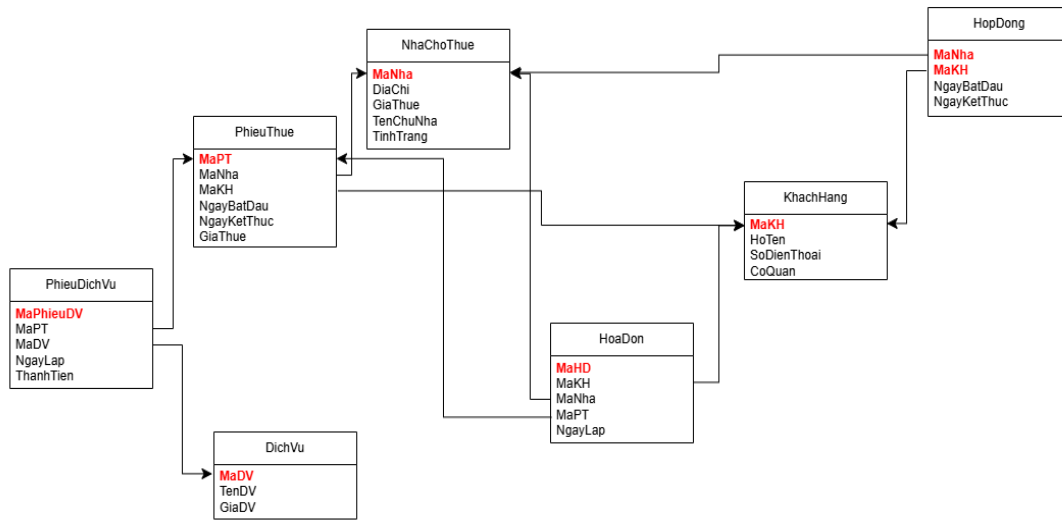 HopDong
MaNha
MaKH
NgayBatDau
NgayKetThuc
NhaChoThue
MaNha
DiaChi
GiaThue
TenChuNha
TinhTrang
PhieuThue
MaPT
MaNha
MaKH
NgayBatDau
NgayKetThuc
GiaThue
KhachHang
MaKH
HoTen
SoDienThoai
CoQuan
PhieuDichVu
MaPhieuDV
MaPT
MaDV
NgayLap
ThanhTien
HoaDon
MaHD
MaKH
MaNha
MaPT
NgayLap
DichVu
MaDV
TenDV
GiaDV